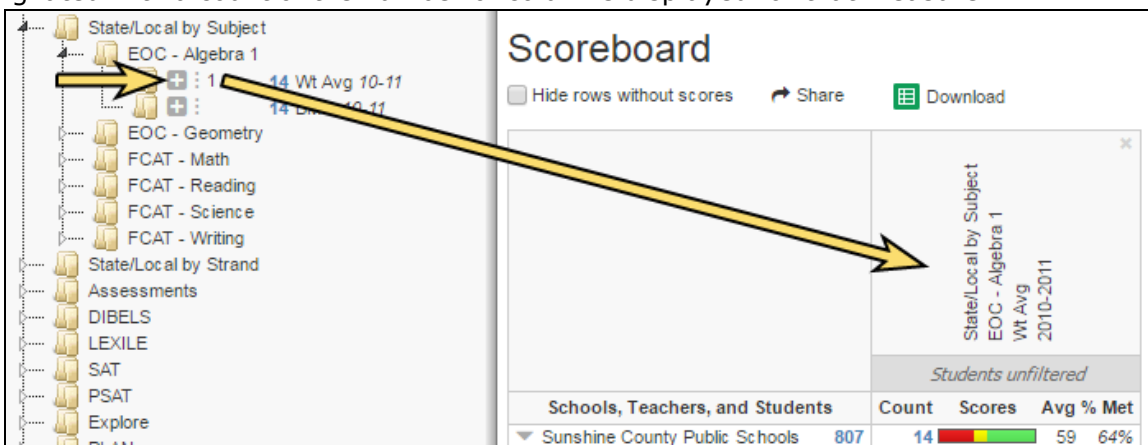 State/Local by Subject
EOC - Algebra 1
1 14 Wt Avg 10-11
14
EOC - Geometry
FCAT - Math
FCAT - Reading
FCAT - Science
FCAT - Writing
State/Local by Strand
Assessments
DIBELS
LEXILE
SAT
PSAT
Explore
PLAN
Scoreboard
Hide rows without scores Share Download
State/Local by Subject
EOC - Algebra 1
Wt Avg
2010-2011
Students unfiltered
Schools, Teachers, and Students Count Scores Avg % Met
Sunshine County Public Schools 807 14 59 64%